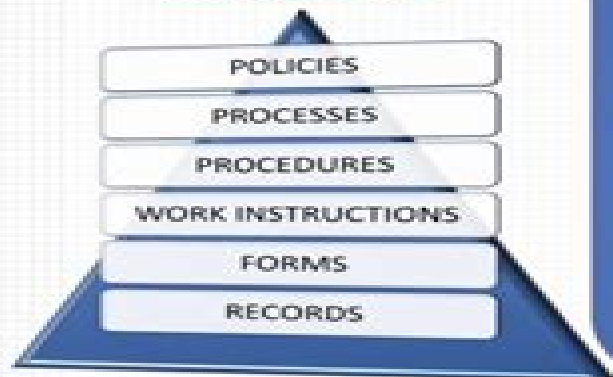 POLICIES
PROCESSES
PROCEDURES
WORK INSTRUCTIONS
FORMS
RECORDS